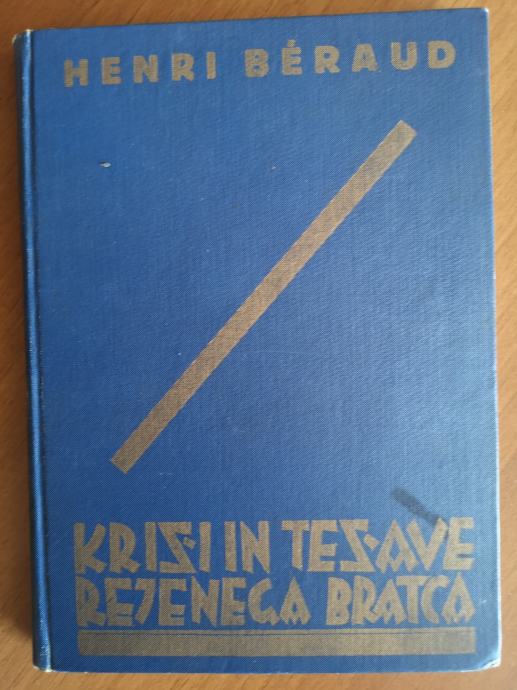 HENRI BÉRAUD
KRIŽI IN TEŽAVE
REJENEGA BRATCA